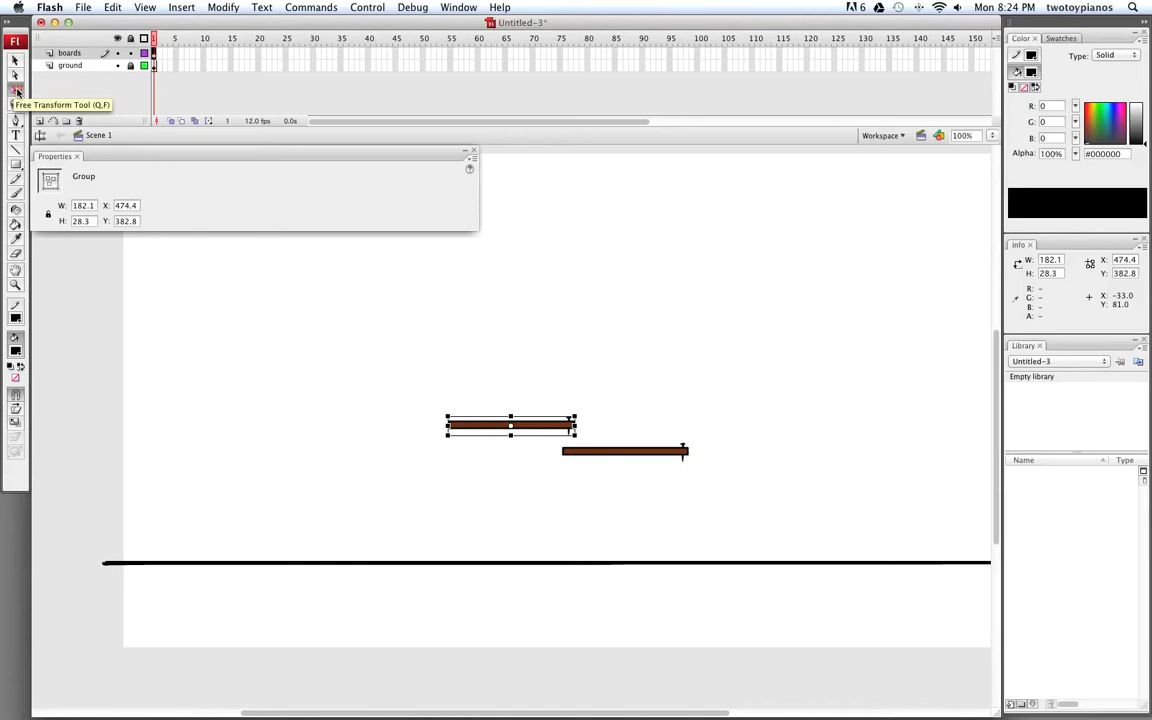 Flash File Edit View Insert Modify Text Commands Control Debug Window Help 6 Mon 8:24 PM twotoypianos
Untitled-3*
Fl
1 5 10 15 20 25 30 35 40 45 50 55 60 65 70 75 80 85 90 95 100 105 110 115 120 125 130 135 140 145 150
boards
ground
Free Transform Tool (Q,F)
1 12.0 fps 0.0s
Scene 1 Workspace 100%
Properties
Group
W: 182.1 X: 474.4
H: 28.3 Y: 382.8
Color Swatches
Type: Solid
R: 0
G: 0
B: 0
Alpha: 100% #000000
Info
W: 182.1 X: 474.4
H: 28.3 Y: 382.8
R: -
G: - X: -33.0
B: - Y: 81.0
A: -
Library
Untitled-3
Empty library
Name Type